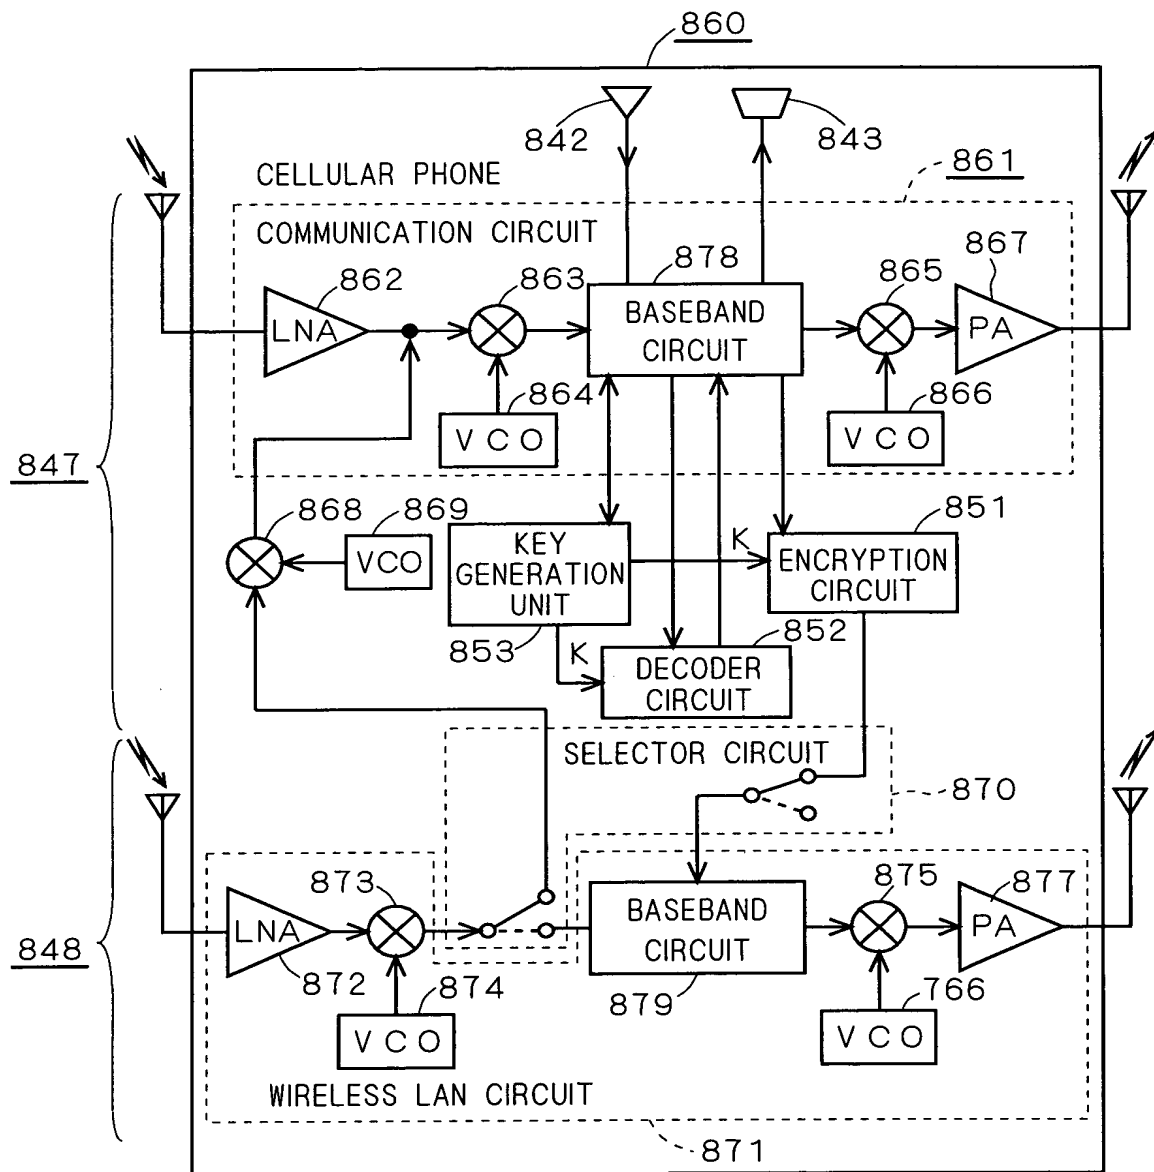 860
842
843
CELLULAR PHONE
861
COMMUNICATION CIRCUIT
862
863
878
865
867
LNA
BASEBAND
CIRCUIT
PA
864
866
VCO
VCO
847
868
869
851
VCO
KEY
GENERATION
UNIT
K
ENCRYPTION
CIRCUIT
853
K
852
DECODER
CIRCUIT
SELECTOR CIRCUIT
870
848
873
875
877
LNA
BASEBAND
CIRCUIT
PA
872
874
879
766
VCO
VCO
WIRELESS LAN CIRCUIT
871